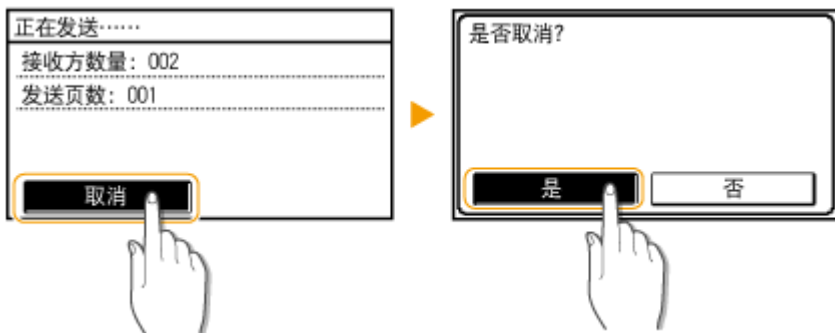 正在发送……
接收方数量: 002
发送页数: 001
取消
是否取消?
是
否